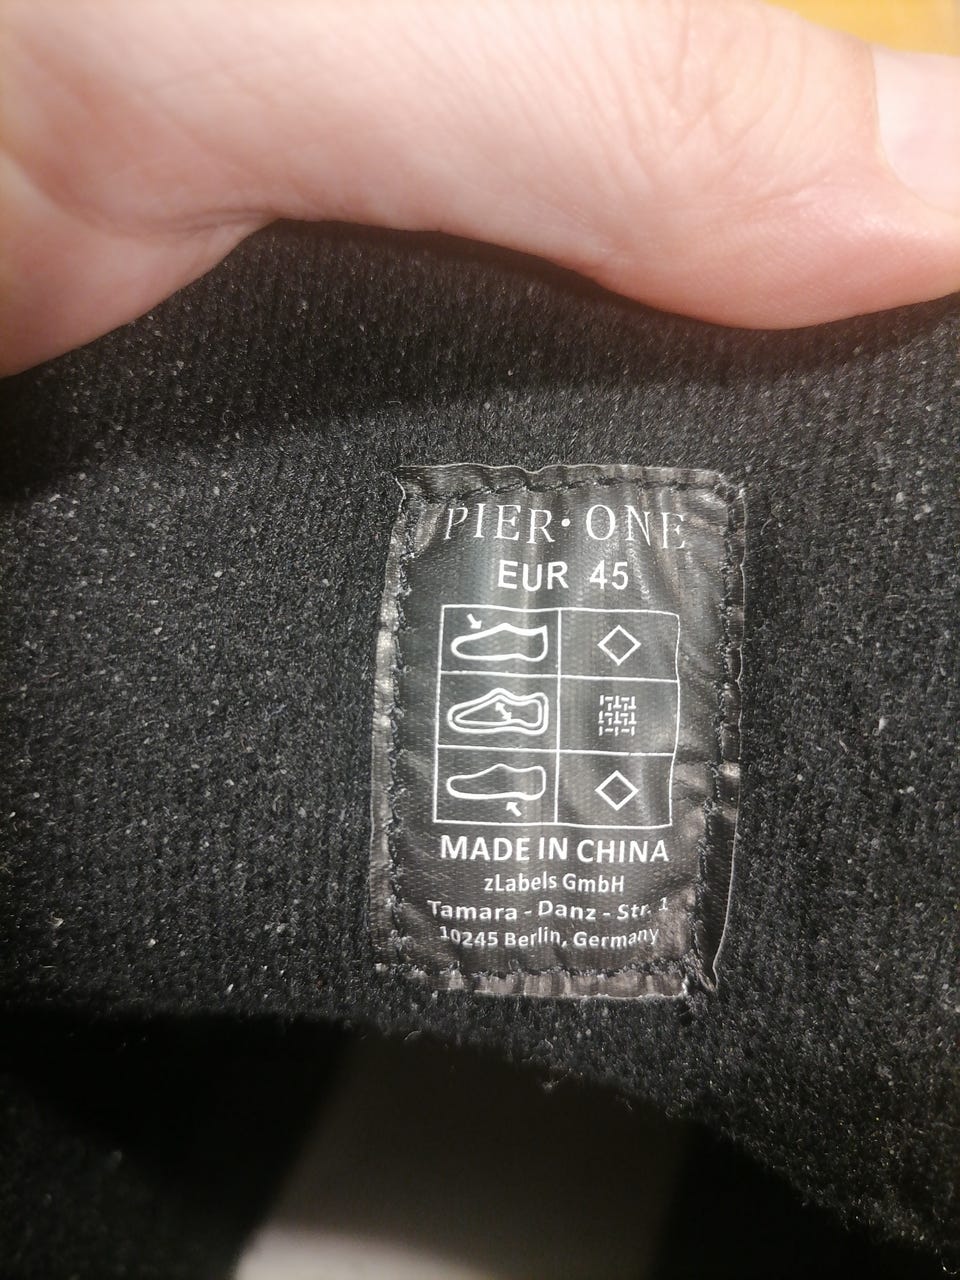 PIER·ONE
EUR 45
MADE IN CHINA
zLabels GmbH
Tamara - Danz - Str. 1
10245 Berlin, Germany